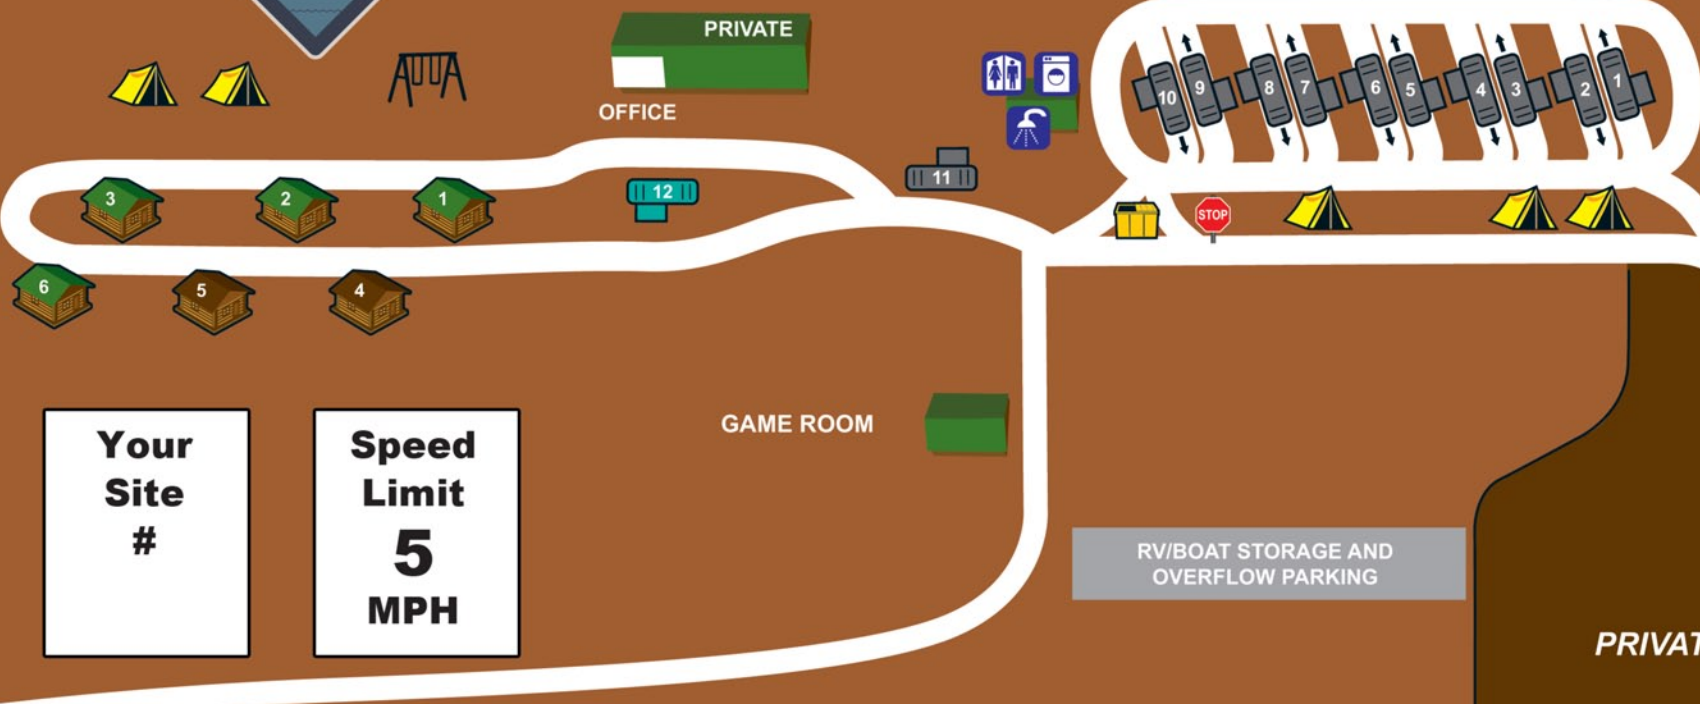 PRIVATE
OFFICE
10
9
8
7
6
5
4
3
2
1
11
12
3
2
1
STOP
6
5
4
Your
Site
#
Speed
Limit
5
MPH
GAME ROOM
RV/BOAT STORAGE AND
OVERFLOW PARKING
PRIVAT